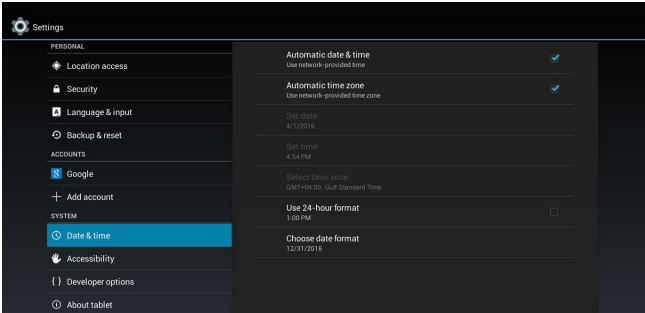 Settings
PERSONAL
Location access
Security
Language & input
Backup & reset
ACCOUNTS
Google
Add account
SYSTEM
Date & time
Accessibility
Developer options
About tablet
Automatic date & time
Use network-provided time
Automatic time zone
Use network-provided time zone
Set date
4/1/2016
Set time
4:54 PM
Select time zone
GMT+04:00, Gulf Standard Time
Use 24-hour format
1:00 PM
Choose date format
12/31/2016